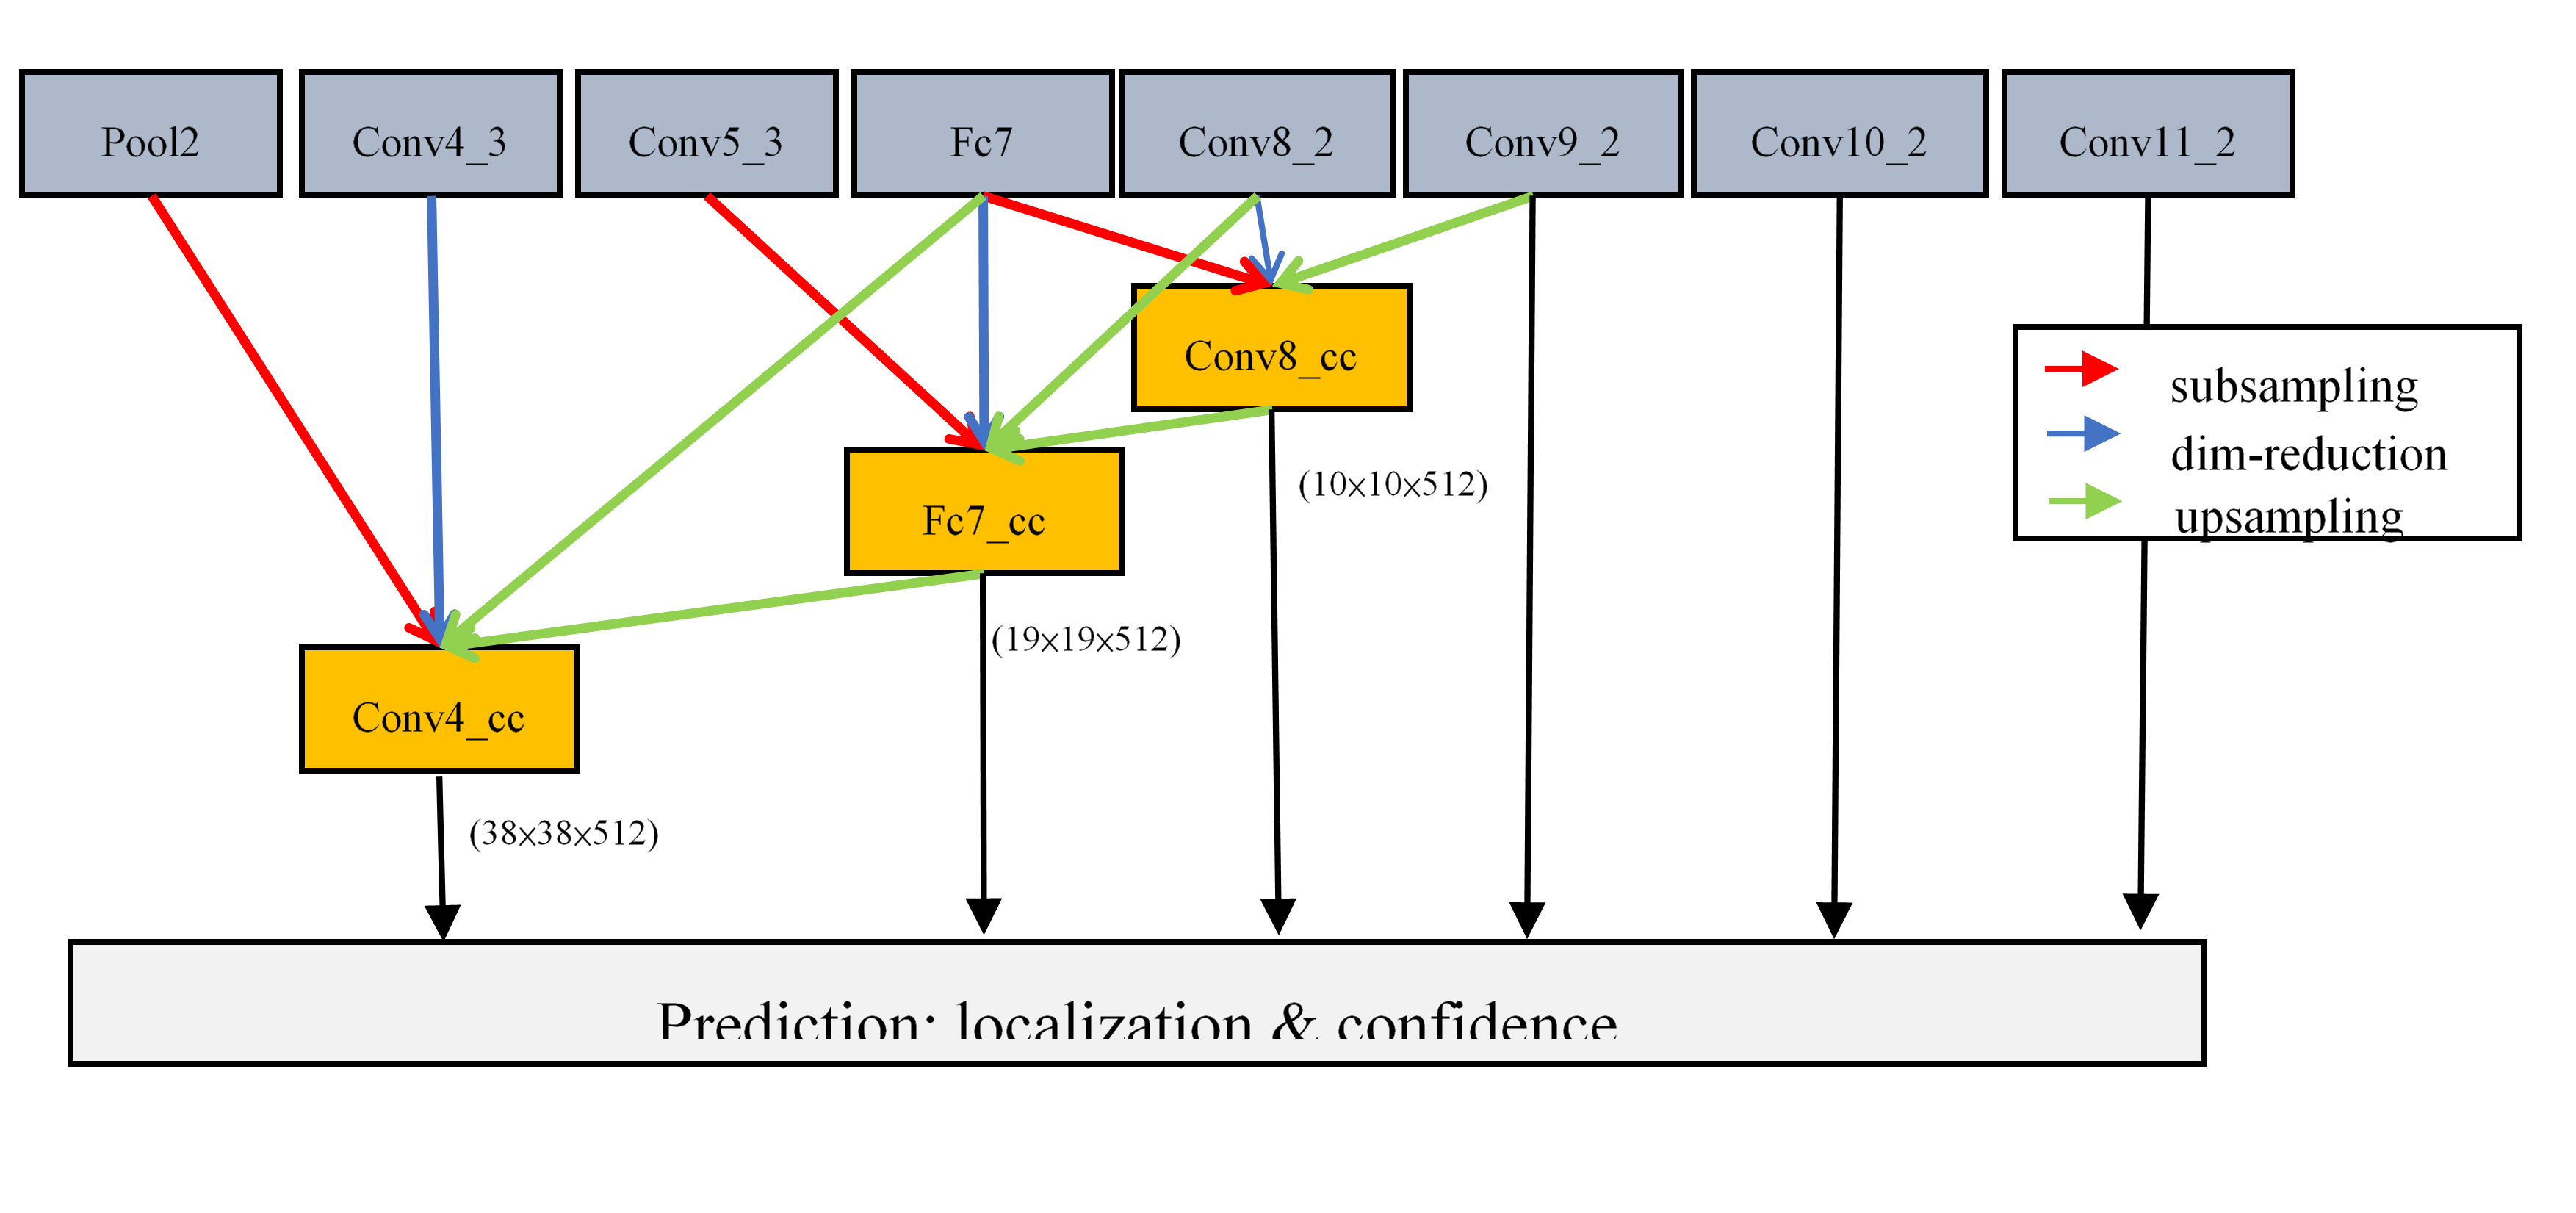 Pool2
Conv4_3
Conv5_3
Fc7
Conv8_2
Conv9_2
Conv10_2
Conv11_2
Conv8_cc
subsampling
dim-reduction
upsampling
(10×10×512)
Fc7_cc
(19×19×512)
Conv4_cc
(38×38×512)
Prediction: localization & confidence